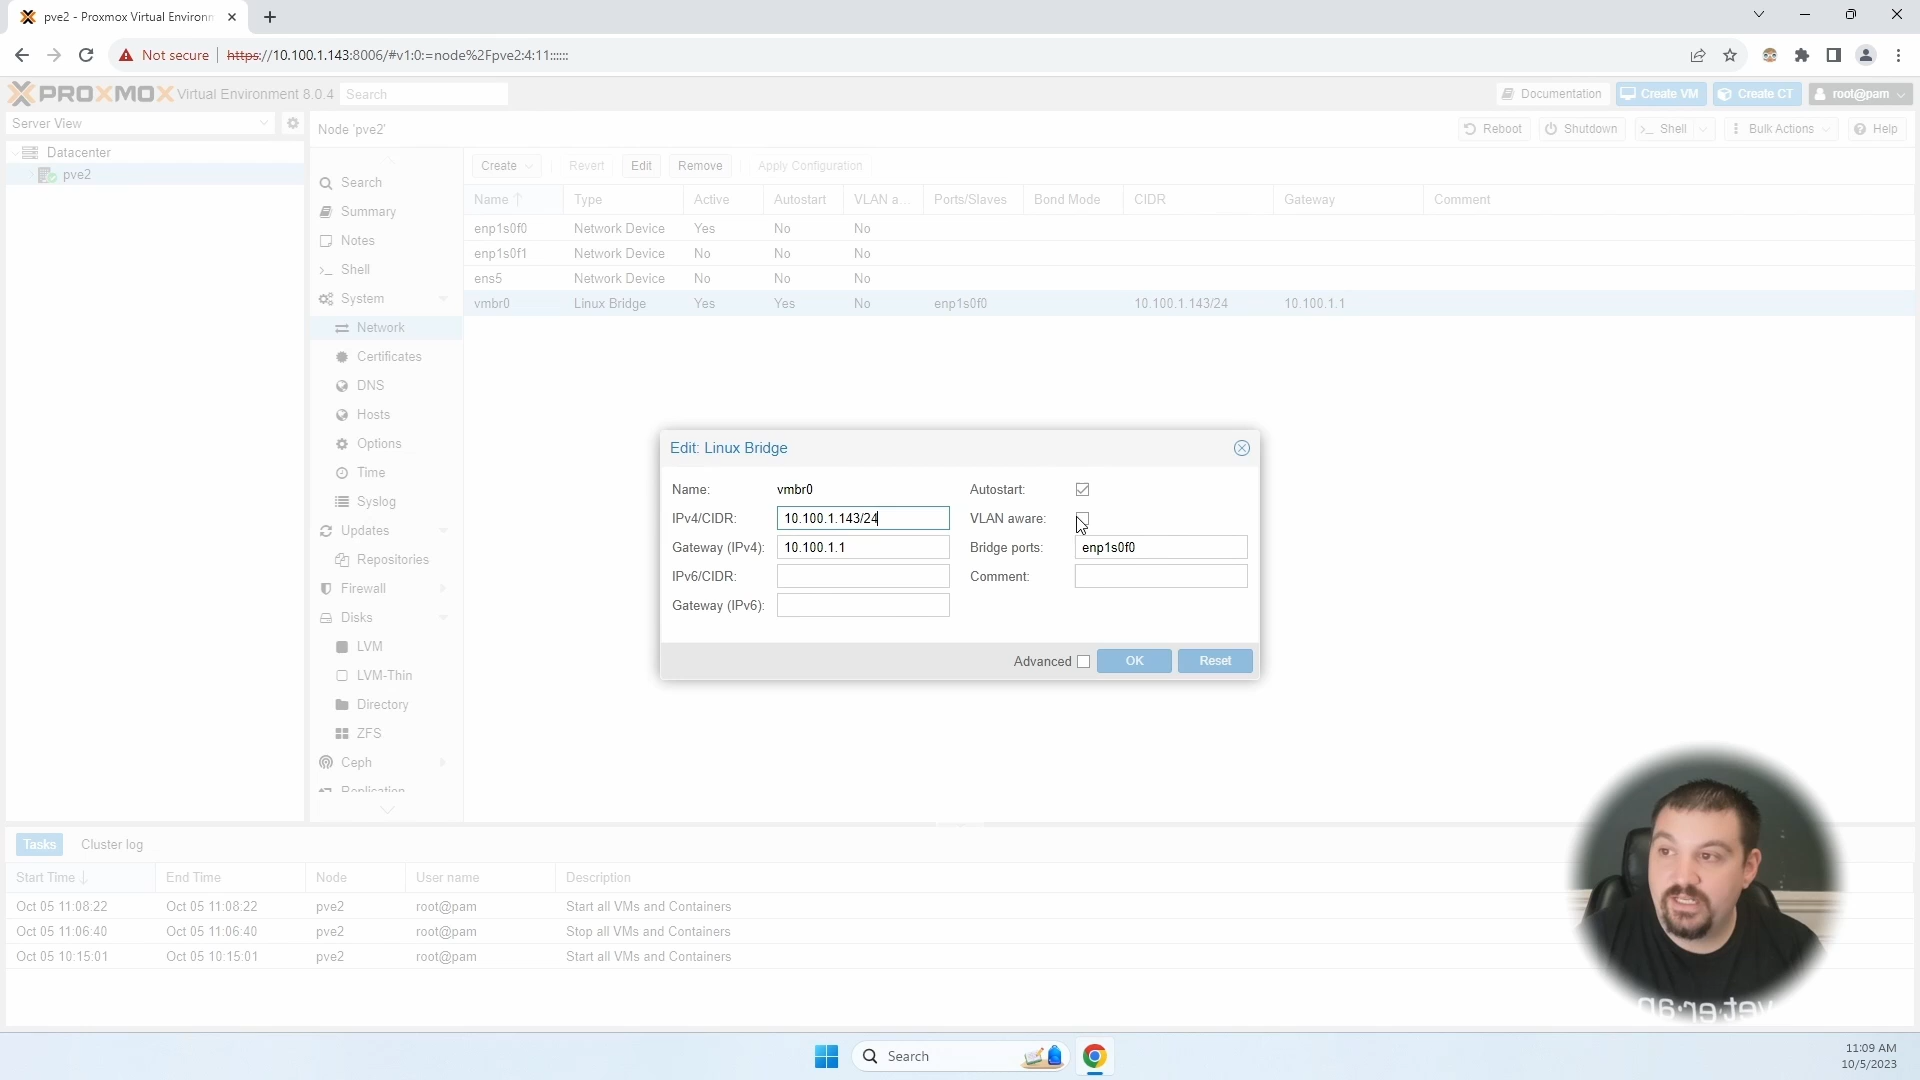 pve2 - Proxmox Virtual Environ
Not secure https://10.100.1.143:8006/#v1:0:=node%2Fpve2:4:11::::::
PROXMOX Virtual Environment 8.0.4 Search Documentation Create VM Create CT root@pam
Server View
Node 'pve2' Reboot Shutdown Shell Bulk Actions Help
Datacenter
pve2
Search
Summary
Notes
Shell
System
Network
Certificates
DNS
Hosts
Options
Time
Syslog
Updates
Repositories
Firewall
Disks
LVM
LVM-Thin
Directory
ZFS
Ceph
Replication
Create Revert Edit Remove Apply Configuration
Name Type Active Autostart VLAN a... Ports/Slaves Bond Mode CIDR Gateway Comment
enp1s0f0 Network Device Yes No No
enp1s0f1 Network Device No No No
ens5 Network Device No No No
vmbr0 Linux Bridge Yes Yes No enp1s0f0 10.100.1.143/24 10.100.1.1
Edit: Linux Bridge
Name: vmbr0 Autostart:
IPv4/CIDR: 10.100.1.143/24 VLAN aware:
Gateway (IPv4): 10.100.1.1 Bridge ports: enp1s0f0
IPv6/CIDR: Comment:
Gateway (IPv6):
Advanced OK Reset
Tasks Cluster log
Start Time End Time Node User name Description
Oct 05 11:08:22 Oct 05 11:08:22 pve2 root@pam Start all VMs and Containers
Oct 05 11:06:40 Oct 05 11:06:40 pve2 root@pam Stop all VMs and Containers
Oct 05 10:15:01 Oct 05 10:15:01 pve2 root@pam Start all VMs and Containers
Search
11:09 AM
10/5/2023